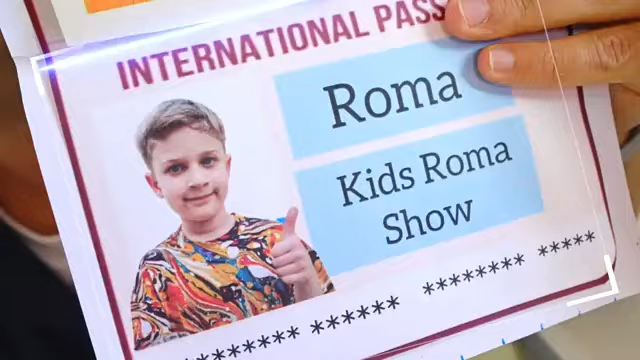 INTERNATIONAL PASS
Roma
Kids Roma
Show
********* ****** ******** *****